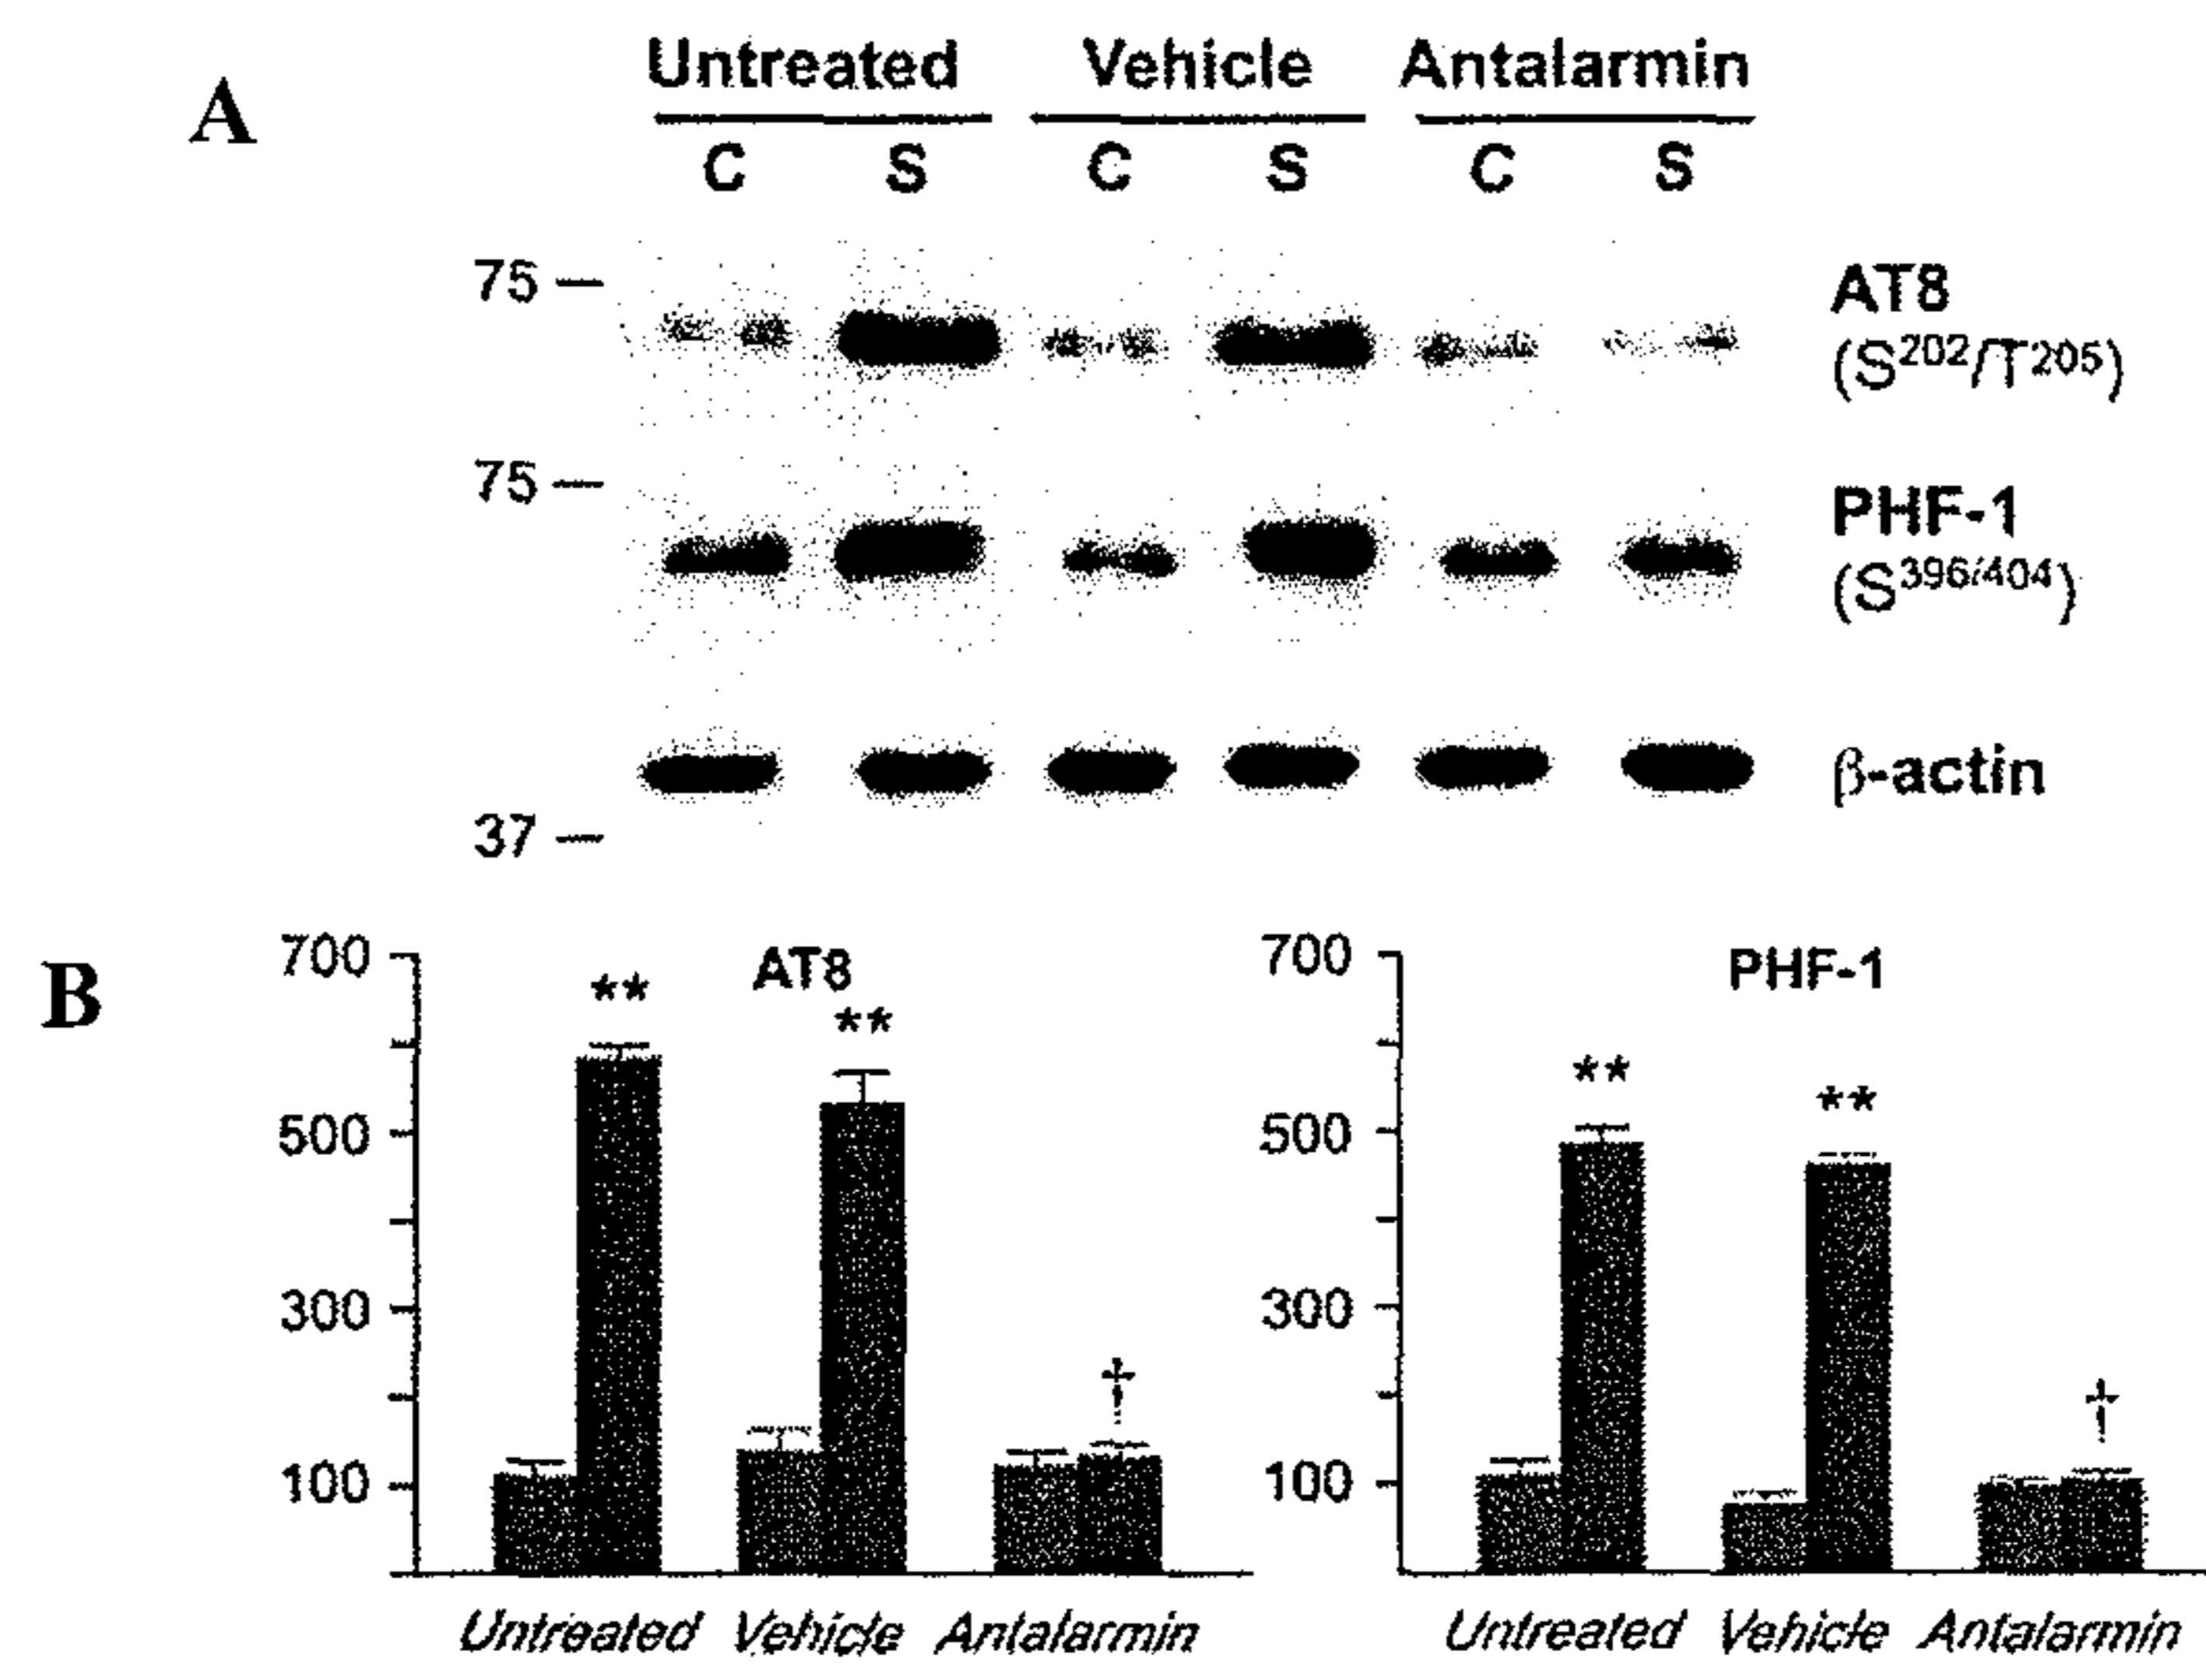 A
Untreated Vehicle Antalarmin
C S C S C S
75
AT8
(S202/T205)
75
PHF-1
(S396/404)
β-actin
37
B
AT8
700
500
300
100
** ** †
Untreated Vehicle Antalarmin
PHF-1
700
500
300
100
** ** †
Untreated Vehicle Antalarmin